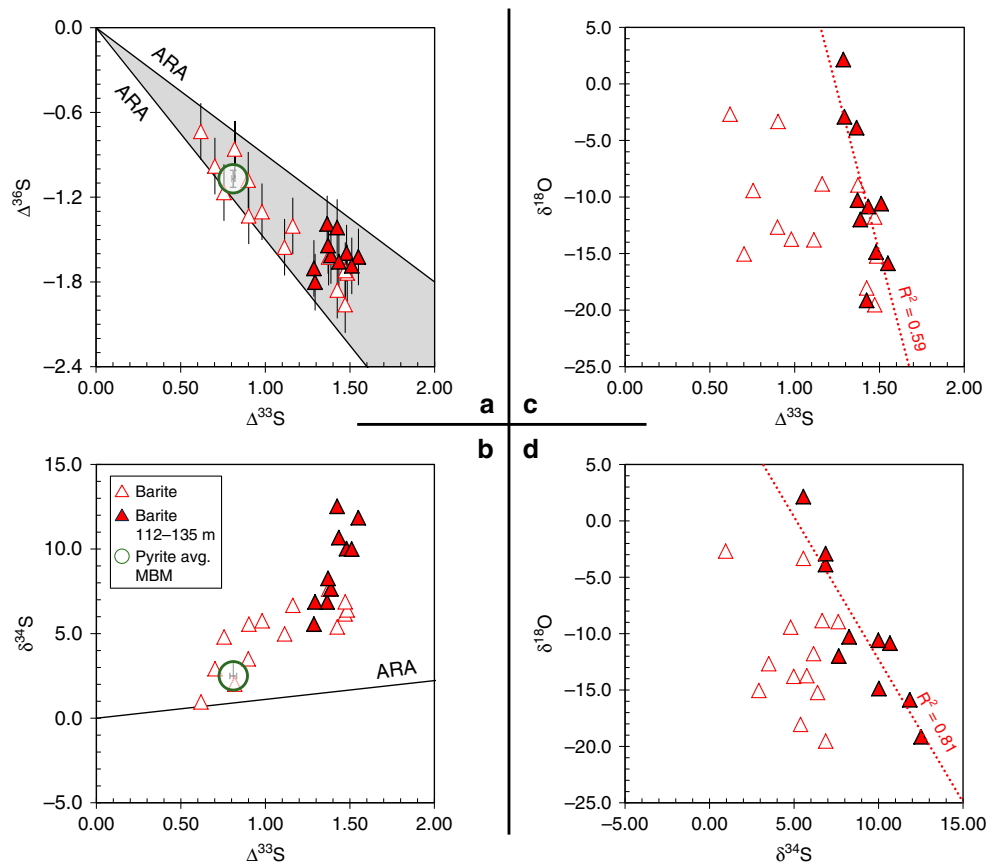 0.0
–0.6
–1.2
–1.8
–2.4
Δ³⁶S
ARA
ARA
0.00
0.50
1.00
1.50
2.00
Δ³³S
a
5.0
0.0
–5.0
–10.0
–15.0
–20.0
–25.0
δ¹⁸O
R² = 0.59
0.00
0.50
1.00
1.50
2.00
Δ³³S
c
b
15.0
10.0
5.0
0.0
–5.0
δ³⁴S
Barite
Barite
112–135 m
Pyrite avg.
MBM
ARA
0.00
0.50
1.00
1.50
2.00
Δ³³S
d
5.0
0.0
–5.0
–10.0
–15.0
–20.0
–25.0
δ¹⁸O
R² = 0.81
–5.00
0.00
5.00
10.00
15.00
δ³⁴S